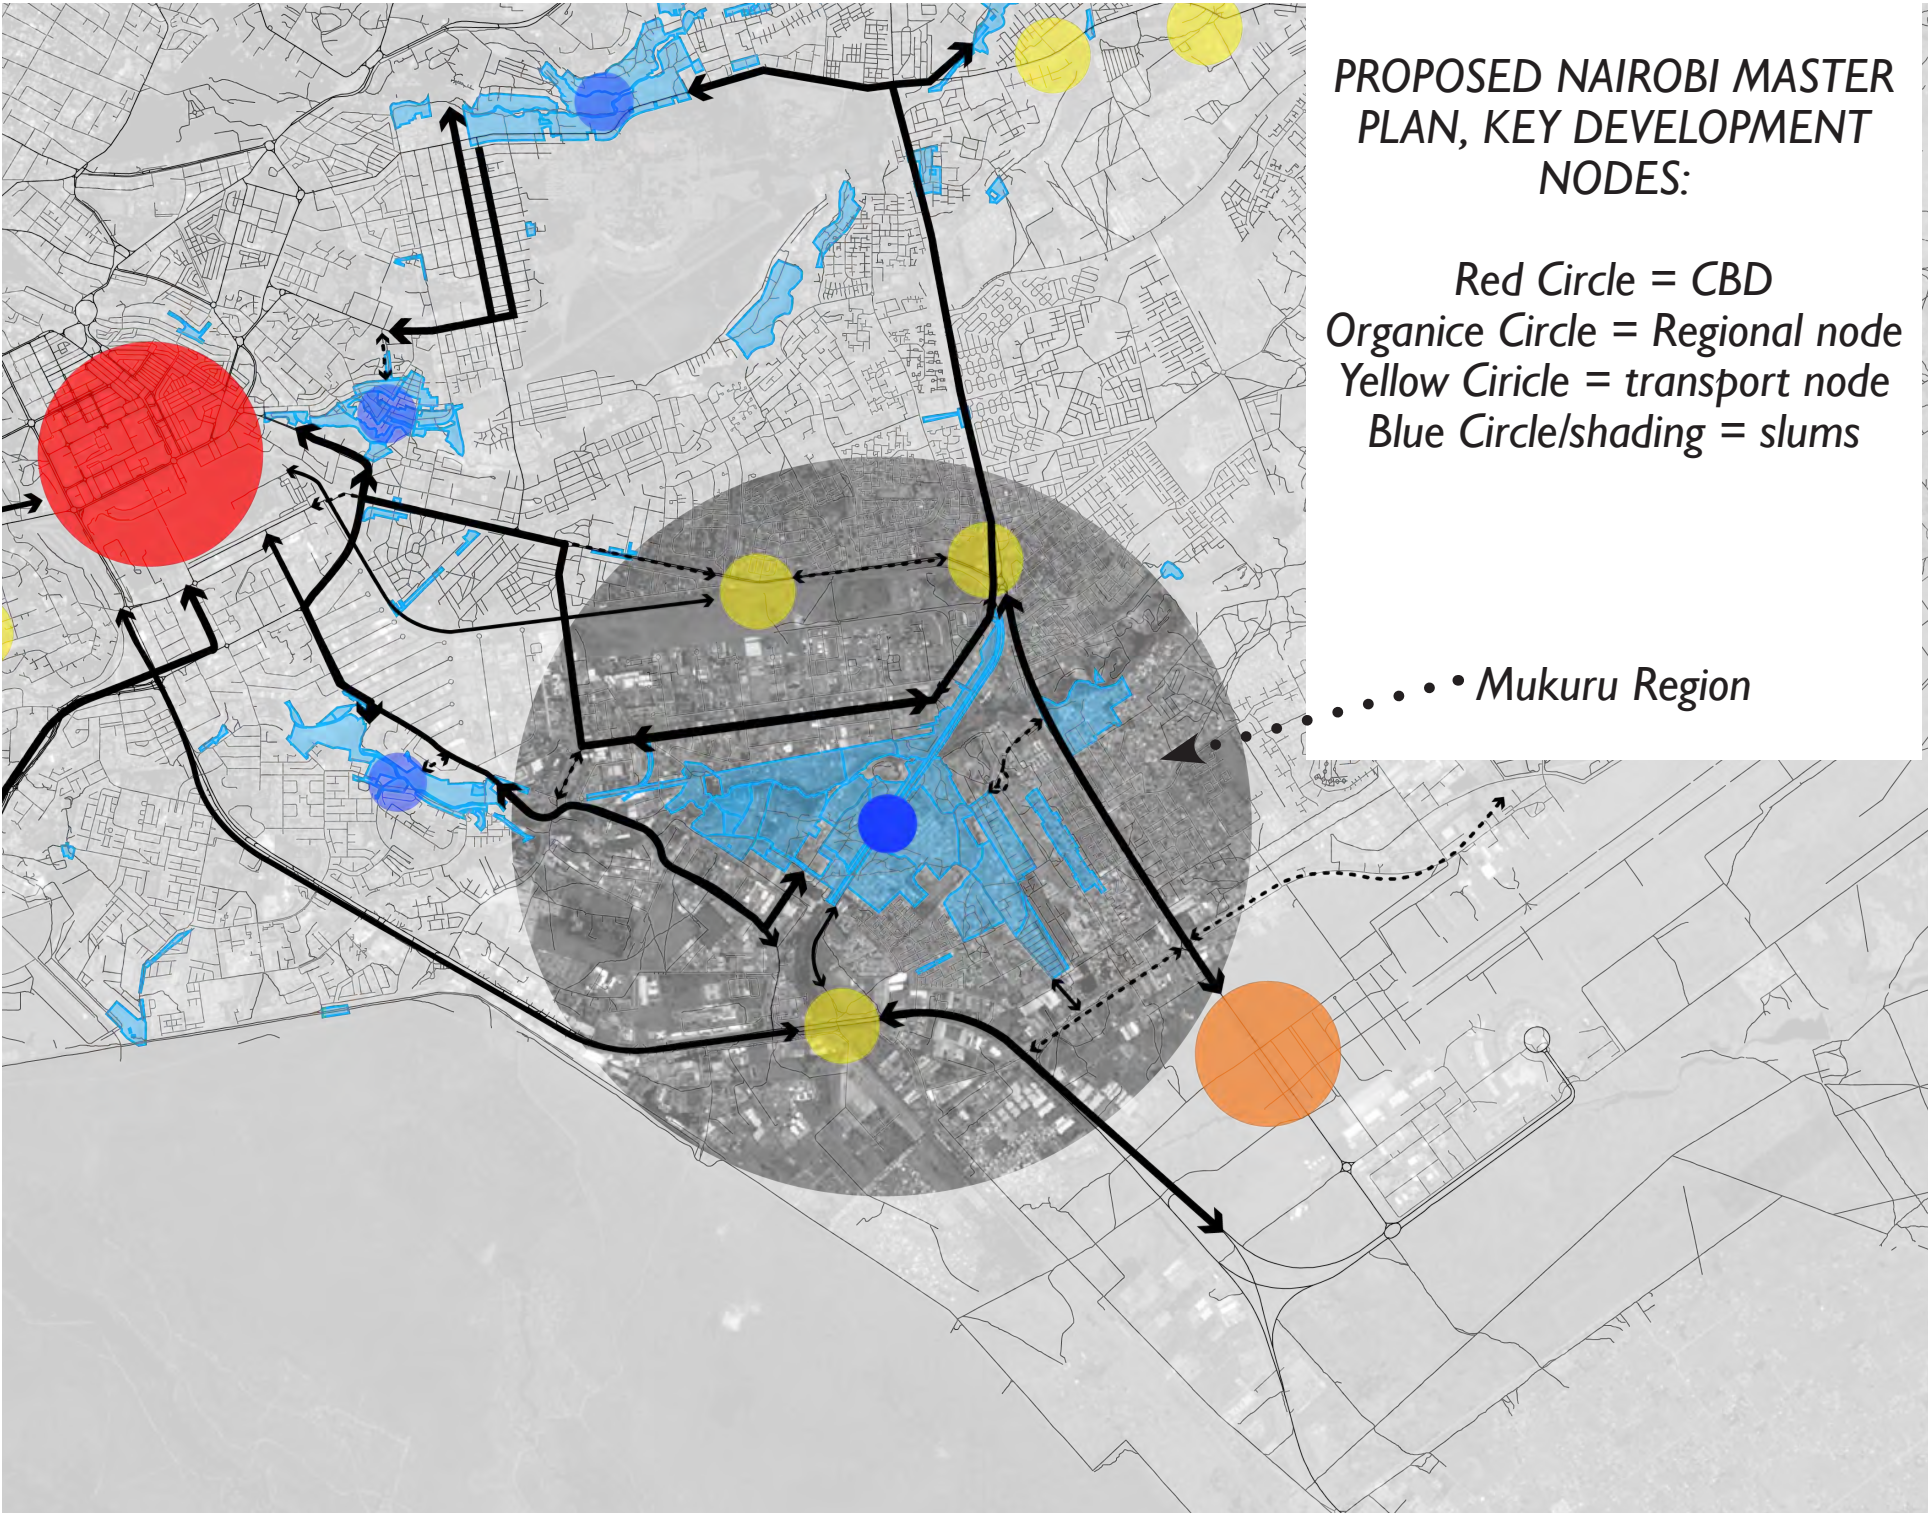 PROPOSED NAIROBI MASTER
PLAN, KEY DEVELOPMENT
NODES:
Red Circle = CBD
Organice Circle = Regional node
Yellow Ciricle = transport node
Blue Circle/shading = slums
Mukuru Region